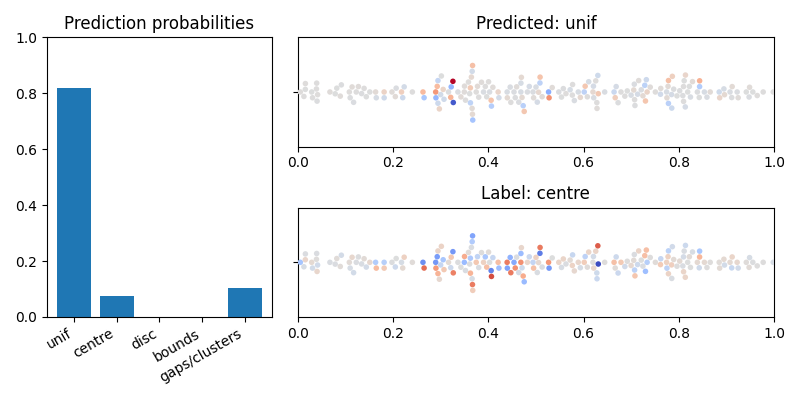 Prediction probabilities
1.0
0.8
0.6
0.4
0.2
0.0
unif
centre
disc
bounds
gaps/clusters
Predicted: unif
0.0 0.2 0.4 0.6 0.8 1.0
Label: centre
0.0 0.2 0.4 0.6 0.8 1.0